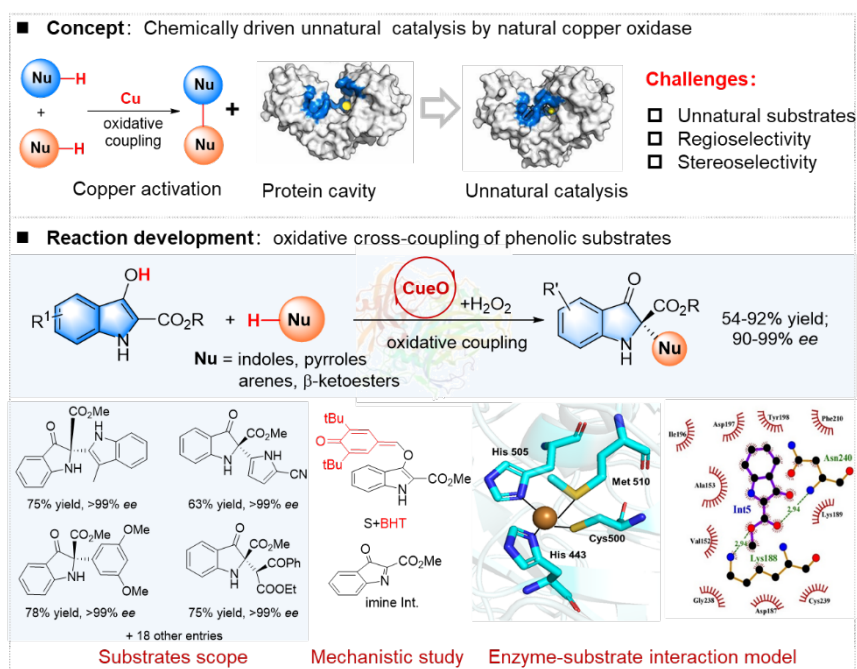 ■ Concept: Chemically driven unnatural catalysis by natural copper oxidase
Nu-H
+
Nu-H
Cu
oxidative
coupling
Nu
Nu
+
Copper activation
Protein cavity
Unnatural catalysis
Challenges:
☐ Unnatural substrates
☐ Regioselectivity
☐ Stereoselectivity
■ Reaction development: oxidative cross-coupling of phenolic substrates
OH
R¹
CO₂R
N
H
+
H-Nu
Nu = indoles, pyrroles
arenes, β-ketoesters
CueO
+H₂O₂
oxidative coupling
R'
O
CO₂R
N
H
Nu
54-92% yield;
90-99% ee
CO₂Me
O
N
H
H
N
75% yield, >99% ee
O
CO₂Me
N
H
H
N
CN
63% yield, >99% ee
O
CO₂Me
OMe
N
H
OMe
78% yield, >99% ee
O
CO₂Me
COPh
N
H
COOEt
75% yield, >99% ee
+ 18 other entries
tBu
O
tBu
O
CO₂Me
N
H
S+BHT
O
CO₂Me
N
imine Int.
His 505
Met 510
Cys500
His 443
Ile196
Asp197
Tyr198
Phe210
Asn240
Ala153
Int5
2.94
Lys189
Val152
2.94
Lys188
Gly238
Asp187
Cys239
Substrates scope
Mechanistic study
Enzyme-substrate interaction model